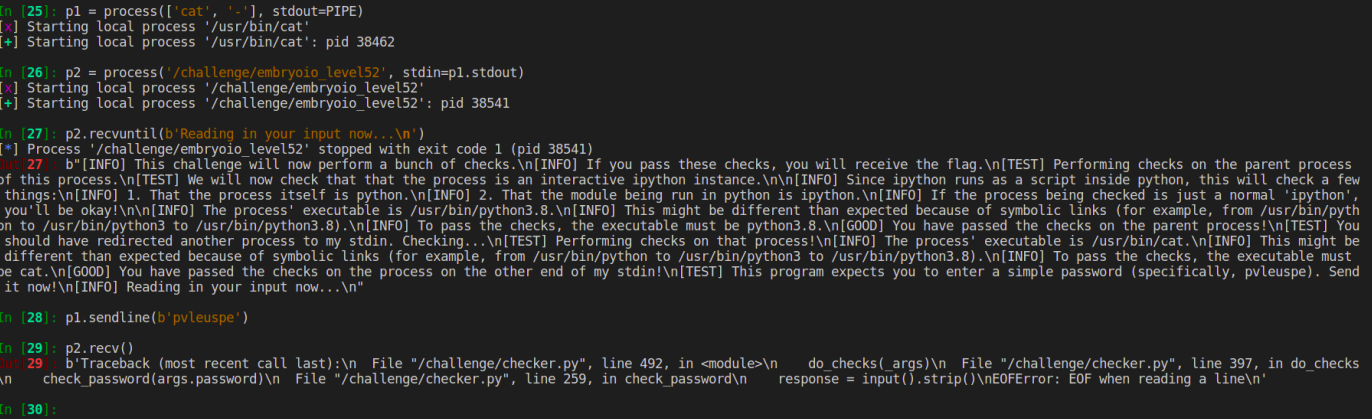 In [25]: p1 = process(['cat', '-'], stdout=PIPE)
[x] Starting local process '/usr/bin/cat'
[+] Starting local process '/usr/bin/cat': pid 38462
In [26]: p2 = process('/challenge/embryoio_level52', stdin=p1.stdout)
[x] Starting local process '/challenge/embryoio_level52'
[+] Starting local process '/challenge/embryoio_level52': pid 38541
In [27]: p2.recvuntil(b'Reading in your input now...\n')
[*] Process '/challenge/embryoio_level52' stopped with exit code 1 (pid 38541)
Out[27]: b"[INFO] This challenge will now perform a bunch of checks.\n[INFO] If you pass these checks, you will receive the flag.\n[TEST] Performing checks on the parent process
of this process.\n[TEST] We will now check that that the process is an interactive ipython instance.\n\n[INFO] Since ipython runs as a script inside python, this will check a few
things:\n[INFO] 1. That the process itself is python.\n[INFO] 2. That the module being run in python is ipython.\n[INFO] If the process being checked is just a normal 'ipython',
you'll be okay!\n\n[INFO] The process' executable is /usr/bin/python3.8.\n[INFO] This might be different than expected because of symbolic links (for example, from /usr/bin/pyth
on to /usr/bin/python3 to /usr/bin/python3.8).\n[INFO] To pass the checks, the executable must be python3.8.\n[GOOD] You have passed the checks on the parent process!\n[TEST] You
should have redirected another process to my stdin. Checking...\n[TEST] Performing checks on that process!\n[INFO] The process' executable is /usr/bin/cat.\n[INFO] This might be
different than expected because of symbolic links (for example, from /usr/bin/python to /usr/bin/python3 to /usr/bin/python3.8).\n[INFO] To pass the checks, the executable must
be cat.\n[GOOD] You have passed the checks on the process on the other end of my stdin!\n[TEST] This program expects you to enter a simple password (specifically, pvleuspe). Send
it now!\n[INFO] Reading in your input now...\n"
In [28]: p1.sendline(b'pvleuspe')
In [29]: p2.recv()
Out[29]: b'Traceback (most recent call last):\n  File "/challenge/checker.py", line 492, in <module>\n    do_checks(_args)\n  File "/challenge/checker.py", line 397, in do_checks
\n    check_password(args.password)\n  File "/challenge/checker.py", line 259, in check_password\n    response = input().strip()\nEOFError: EOF when reading a line\n'
In [30]: